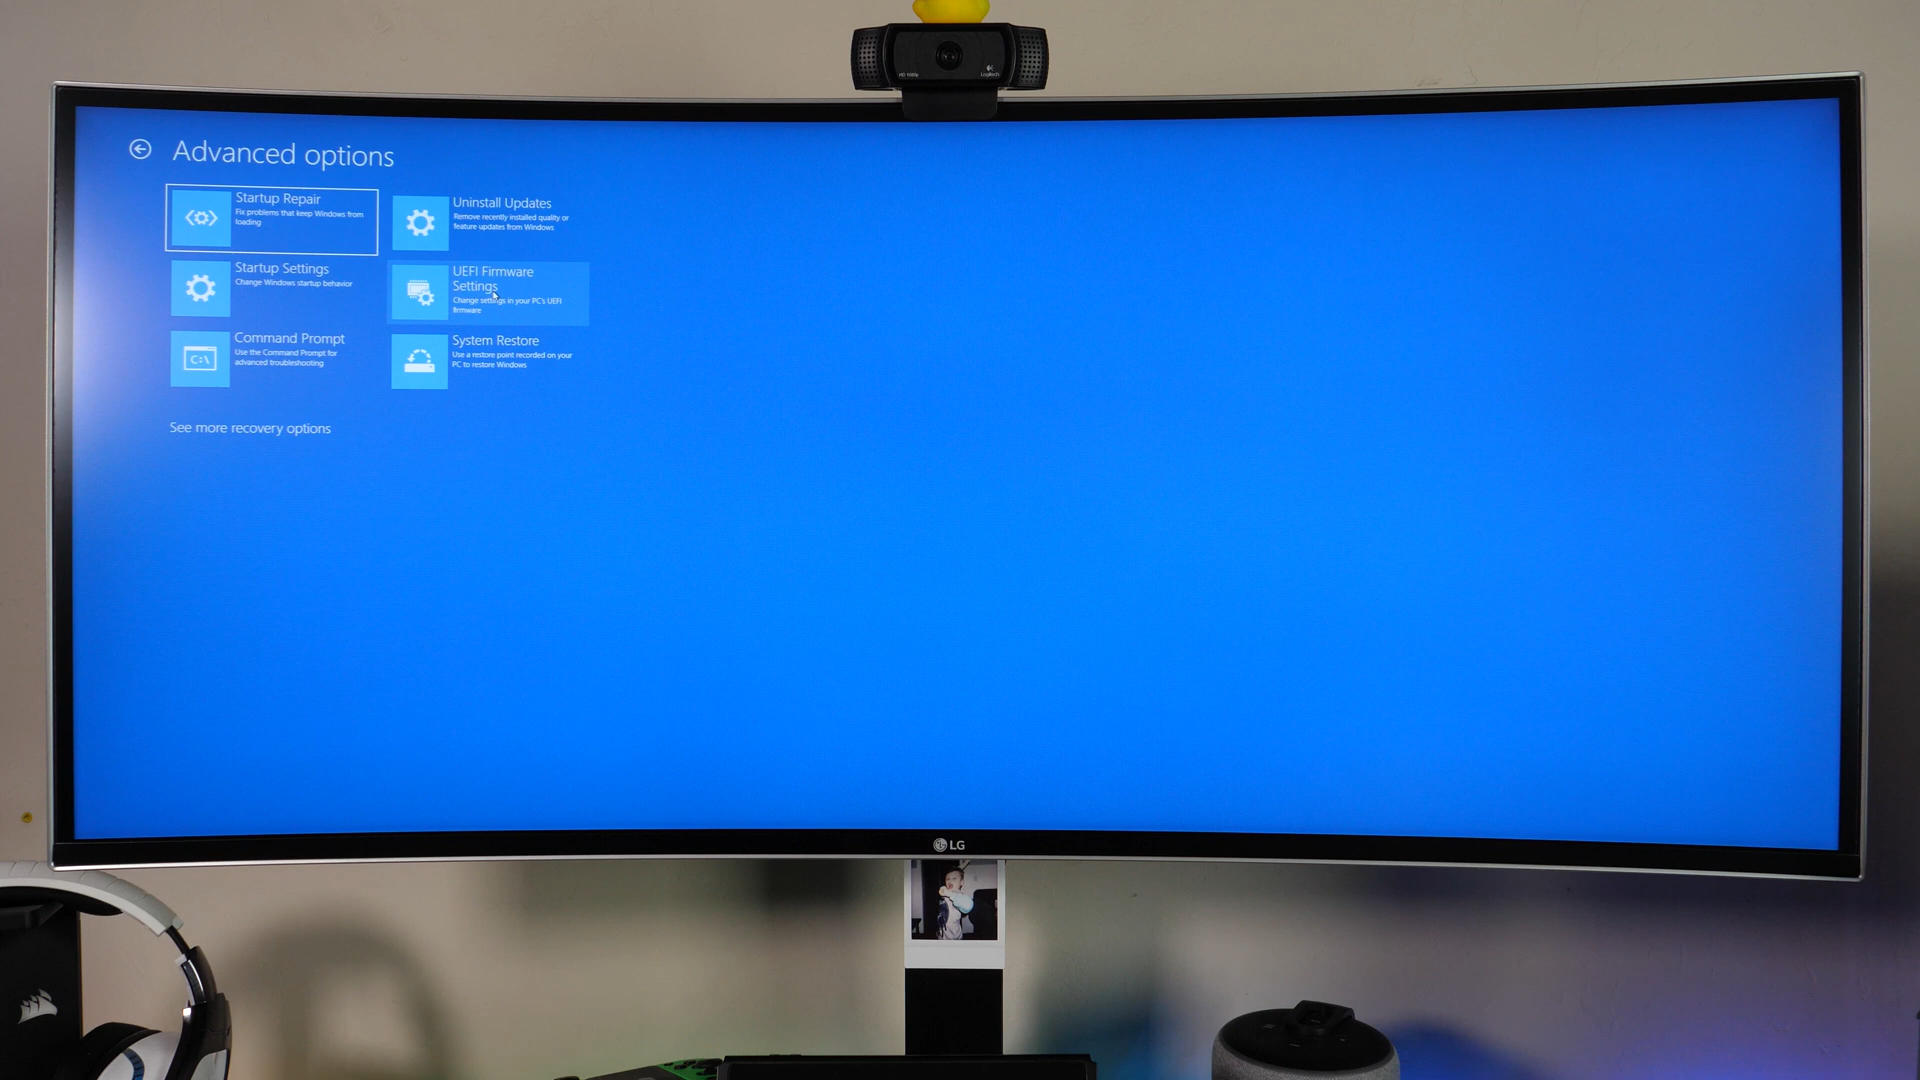 HD 1080p
Logitech
Advanced options
Startup Repair
Fix problems that keep Windows from
loading
Uninstall Updates
Remove recently installed quality or
feature updates from Windows
Startup Settings
Change Windows startup behavior
UEFI Firmware
Settings
Change settings in your PC's UEFI
firmware
Command Prompt
Use the Command Prompt for
advanced troubleshooting
C:\
System Restore
Use a restore point recorded on your
PC to restore Windows
See more recovery options
LG